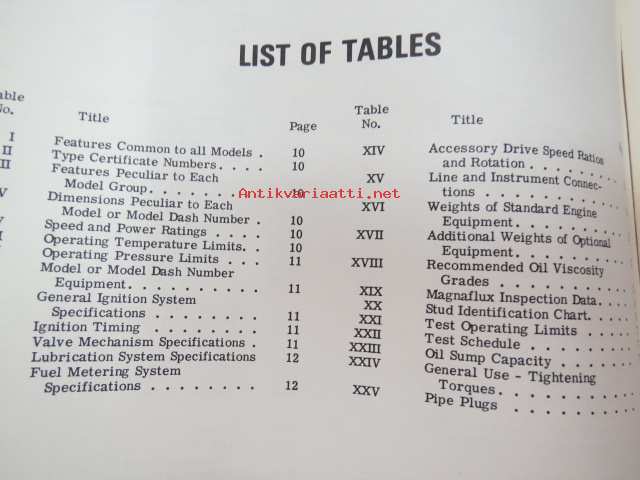 LIST OF TABLES
Table
No.
Title
Page
I
Features Common to all Models . 10
II
Type Certificate Numbers. . . . 10
Features Peculiar to Each
Model Group. . . . . . . . . 10
Dimensions Peculiar to Each
Model or Model Dash Number . 10
Speed and Power Ratings . . . . 10
Operating Temperature Limits. . 10
Operating Pressure Limits . . . 11
Model or Model Dash Number
Equipment. . . . . . . . . . 11
General Ignition System
Specifications . . . . . . . . 11
Ignition Timing . . . . . . . . 11
Valve Mechanism Specifications . 11
Lubrication System Specifications 12
Fuel Metering System
Specifications . . . . . . . . 12
Table
No.
Title
XIV Accessory Drive Speed Ratios
and Rotation . . . . . . . .
XV Line and Instrument Connec-
tions . . . . . . . . . . .
XVI Weights of Standard Engine
Equipment. . . . . . . . .
XVII Additional Weights of Optional
Equipment. . . . . . . . .
XVIII Recommended Oil Viscosity
Grades . . . . . . . . . .
XIX Magnaflux Inspection Data. . . .
XX Stud Identification Chart. . . .
XXI Test Operating Limits . . . . .
XXII Test Schedule . . . . . . . .
XXIII Oil Sump Capacity . . . . . . .
XXIV General Use - Tightening
Torques. . . . . . . . . .
XXV Pipe Plugs . . . . . . . . . .
Antikvariaatti.net